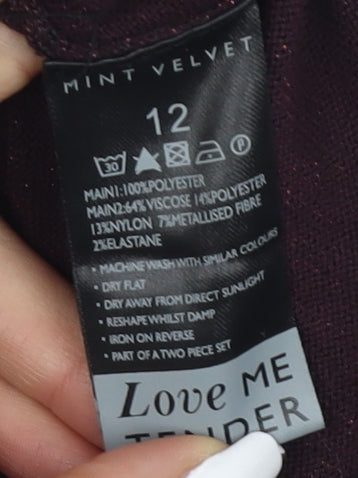 MINT VELVET
12
30 P
MAIN1:100%POLYESTER
MAIN2:64%VISCOSE 14%POLYESTER
13%NYLON 7%METALLISED FIBRE
2%ELASTANE
• MACHINE WASH WITH SIMILAR COLOURS
• DRY FLAT
• DRY AWAY FROM DIRECT SUNLIGHT
• RESHAPE WHILST DAMP
• IRON ON REVERSE
• PART OF A TWO PIECE SET
Love ME
TENDER